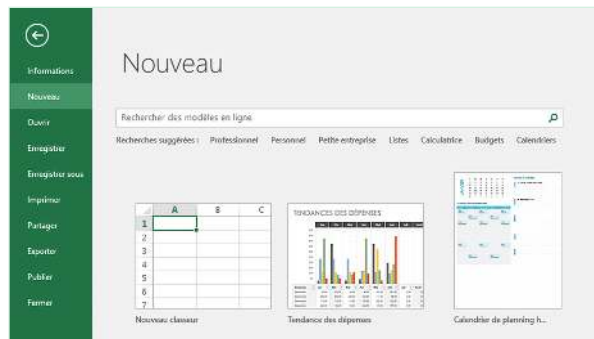 Informations
Nouveau
Ouvrir
Enregistrer
Enregistrer sous
Imprimer
Partager
Exporter
Publier
Fermer
Nouveau
Rechercher des modèles en ligne
Recherches suggérées : Professionnel Personnel Petite entreprise Listes Calculatrice Budgets Calendriers
A B C
1
2
3
4
5
6
7
Nouveau classeur
TENDANCES DES DÉPENSES
Tendance des dépenses
Calendrier de planning h...